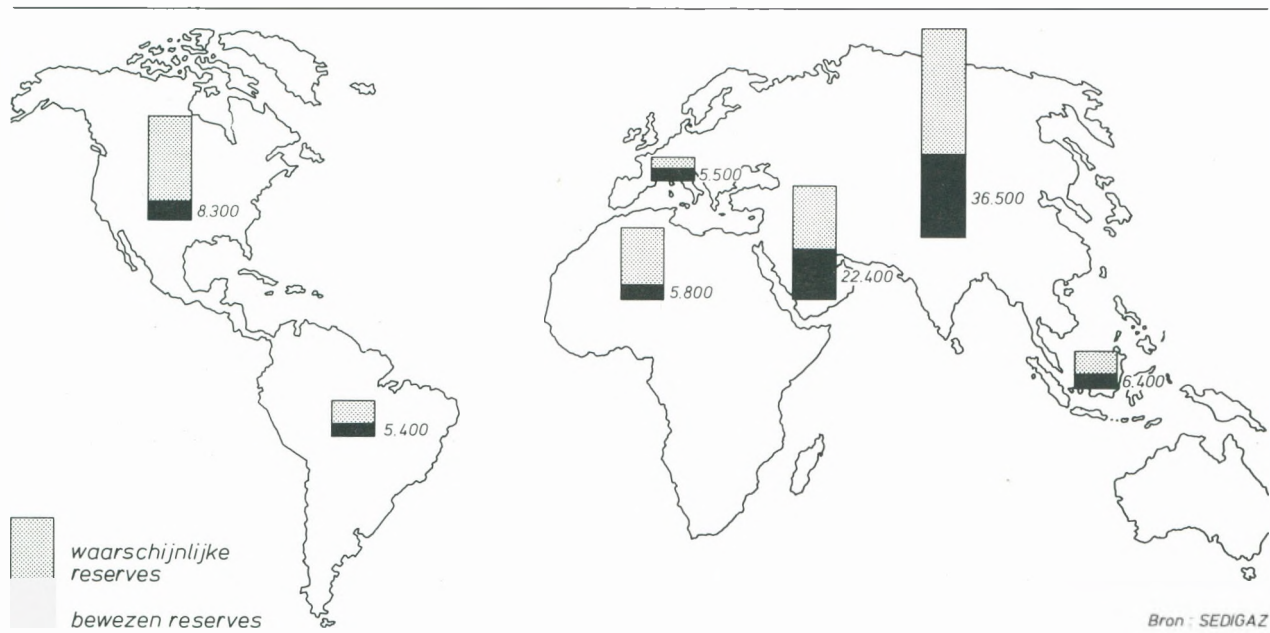 8.300
5.500
36.500
5.800
22.400
6.400
5.400
waarschijnlijke
reserves
bewezen reserves
Bron : SEDIGAZ